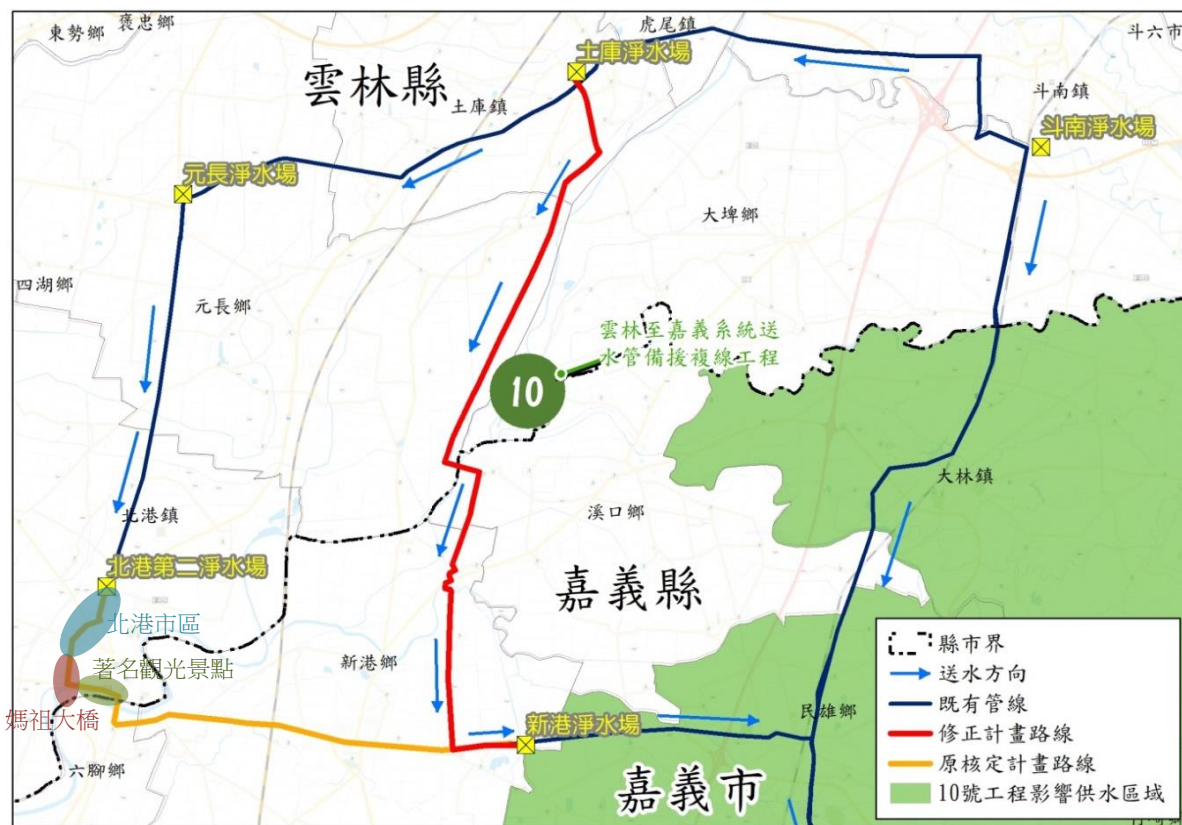 東勢鄉
褒忠鄉
虎尾鎮
斗六市
土庫淨水場
雲林縣
土庫鎮
斗南鎮
斗南淨水場
元長淨水場
大埤鄉
四湖鄉
元長鄉
雲林至嘉義系統送
水管備援複線工程
10
大林鎮
溪口鄉
北港鎮
北港第二淨水場
嘉義縣
北港市區
著名觀光景點
新港鄉
媽祖大橋
新港淨水場
民雄鄉
六腳鄉
嘉義市
縣市界
送水方向
既有管線
修正計畫路線
原核定計畫路線
10號工程影響供水區域